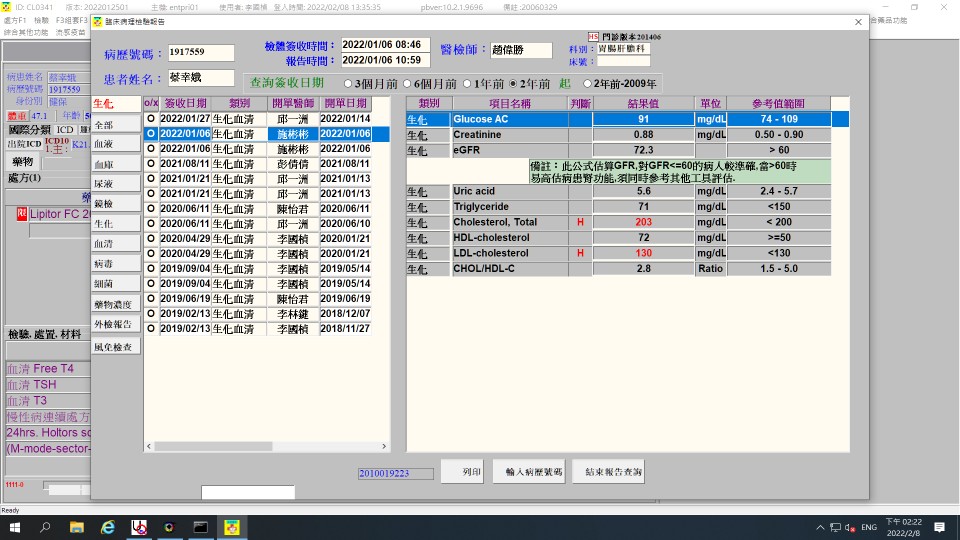 ID: CL0341 版本: 2022012501 主檔: entpri01 使用者: 李國楨 登入時間: 2022/02/08 13:35:35 pbver:10.2.1.9696 備註 :20060329
處方F1 檢驗 F3組套F
綜合其他功能 流感疫苗
合藥品功能
臨床病理檢驗報告
病歷號碼： 1917559
檢體簽收時間： 2022/01/06 08:46
醫檢師： 趙偉勝
HS 門診版本201406
科別： 胃腸肝膽科
報告時間： 2022/01/06 10:59
床號：
患者姓名： 蔡幸娥
查詢簽收日期 3個月前 6個月前 1年前 2年前 起 2年前-2009年
病患姓名 蔡幸娥
病歷號碼 1917559
身份別 健保
體重 47.1 年齡
國際分類 ICD
出院ICD ICD10 1.主: K21
藥物
處方(1)
限 Lipitor FC 20
檢驗, 處置, 材料
血清 Free T4
血清 TSH
血清 T3
慢性病連續處方
24hrs. Holtors sc
(M-mode-sector-
1111-0
Ready
生化
全部
血液
血庫
尿液
鏡檢
生化
血清
病毒
細菌
藥物濃度
外檢報告
風免檢查
o/x 簽收日期 類別 開單醫師 開單日期
O 2022/01/27 生化血清 邱一洲 2022/01/14
O 2022/01/06 生化血清 施彬彬 2022/01/06
O 2022/01/06 生化血清 施彬彬 2022/01/06
O 2021/08/11 生化血清 彭倩倩 2021/08/11
O 2021/01/21 生化血清 邱一洲 2021/01/13
O 2021/01/21 生化血清 邱一洲 2021/01/13
O 2020/06/11 生化血清 陳怡君 2020/06/11
O 2020/06/11 生化血清 邱一洲 2020/06/10
O 2020/04/29 生化血清 李國楨 2020/01/21
O 2020/04/29 生化血清 李國楨 2020/01/21
O 2019/09/04 生化血清 李國楨 2019/05/14
O 2019/09/04 生化血清 李國楨 2019/05/14
O 2019/06/19 生化血清 陳怡君 2019/06/19
O 2019/02/13 生化血清 李林鍵 2018/12/07
O 2019/02/13 生化血清 李國楨 2018/11/27
類別 項目名稱 判斷 結果值 單位 參考值範圍
生化 Glucose AC 91 mg/dL 74 - 109
生化 Creatinine 0.88 mg/dL 0.50 - 0.90
生化 eGFR 72.3 > 60
備註： 此公式估算GFR,對GFR<=60的病人較準確,當>60時
易高估病患腎功能,須同時參考其他工具評估.
生化 Uric acid 5.6 mg/dL 2.4 - 5.7
生化 Triglyceride 71 mg/dL <150
生化 Cholesterol, Total H 203 mg/dL < 200
生化 HDL-cholesterol 72 mg/dL >=50
生化 LDL-cholesterol H 130 mg/dL <130
生化 CHOL/HDL-C 2.8 Ratio 1.5 - 5.0
2010019223
列印
輸入病歷號碼
結束報告查詢
ENG
下午 02:22
2022/2/8